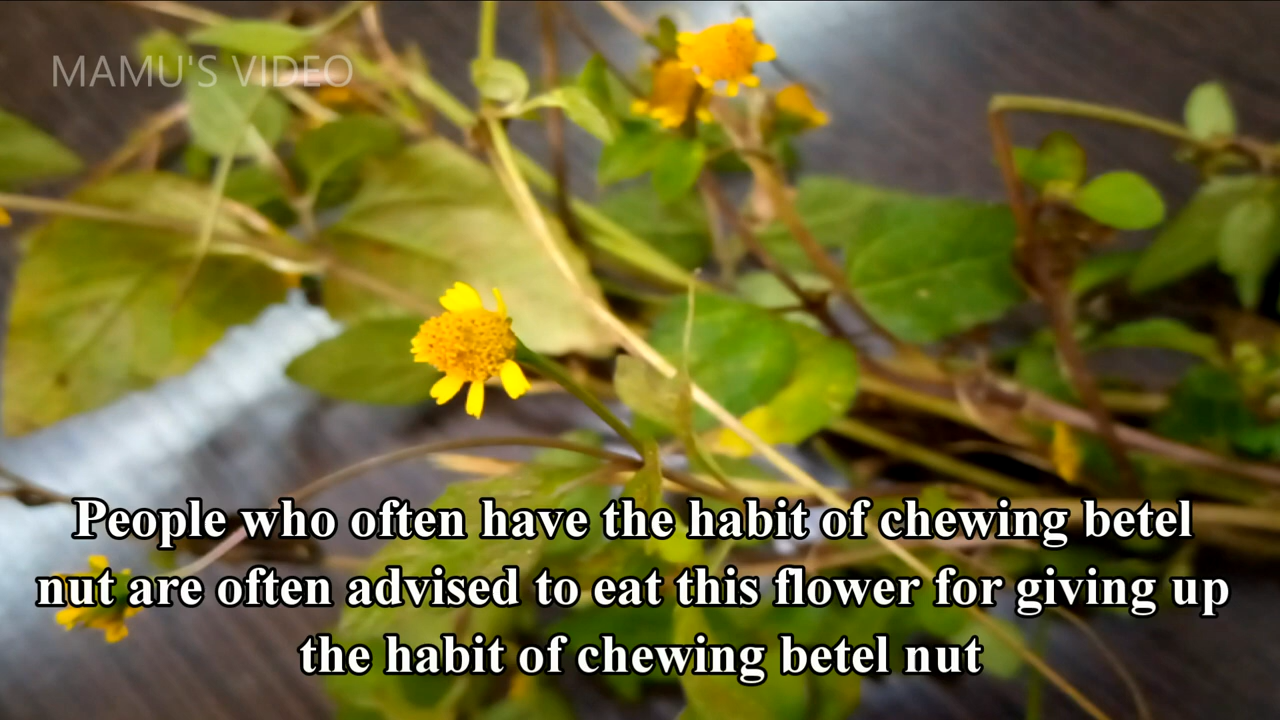 MAMU'S VIDEO
People who often have the habit of chewing betel
nut are often advised to eat this flower for giving up
the habit of chewing betel nut